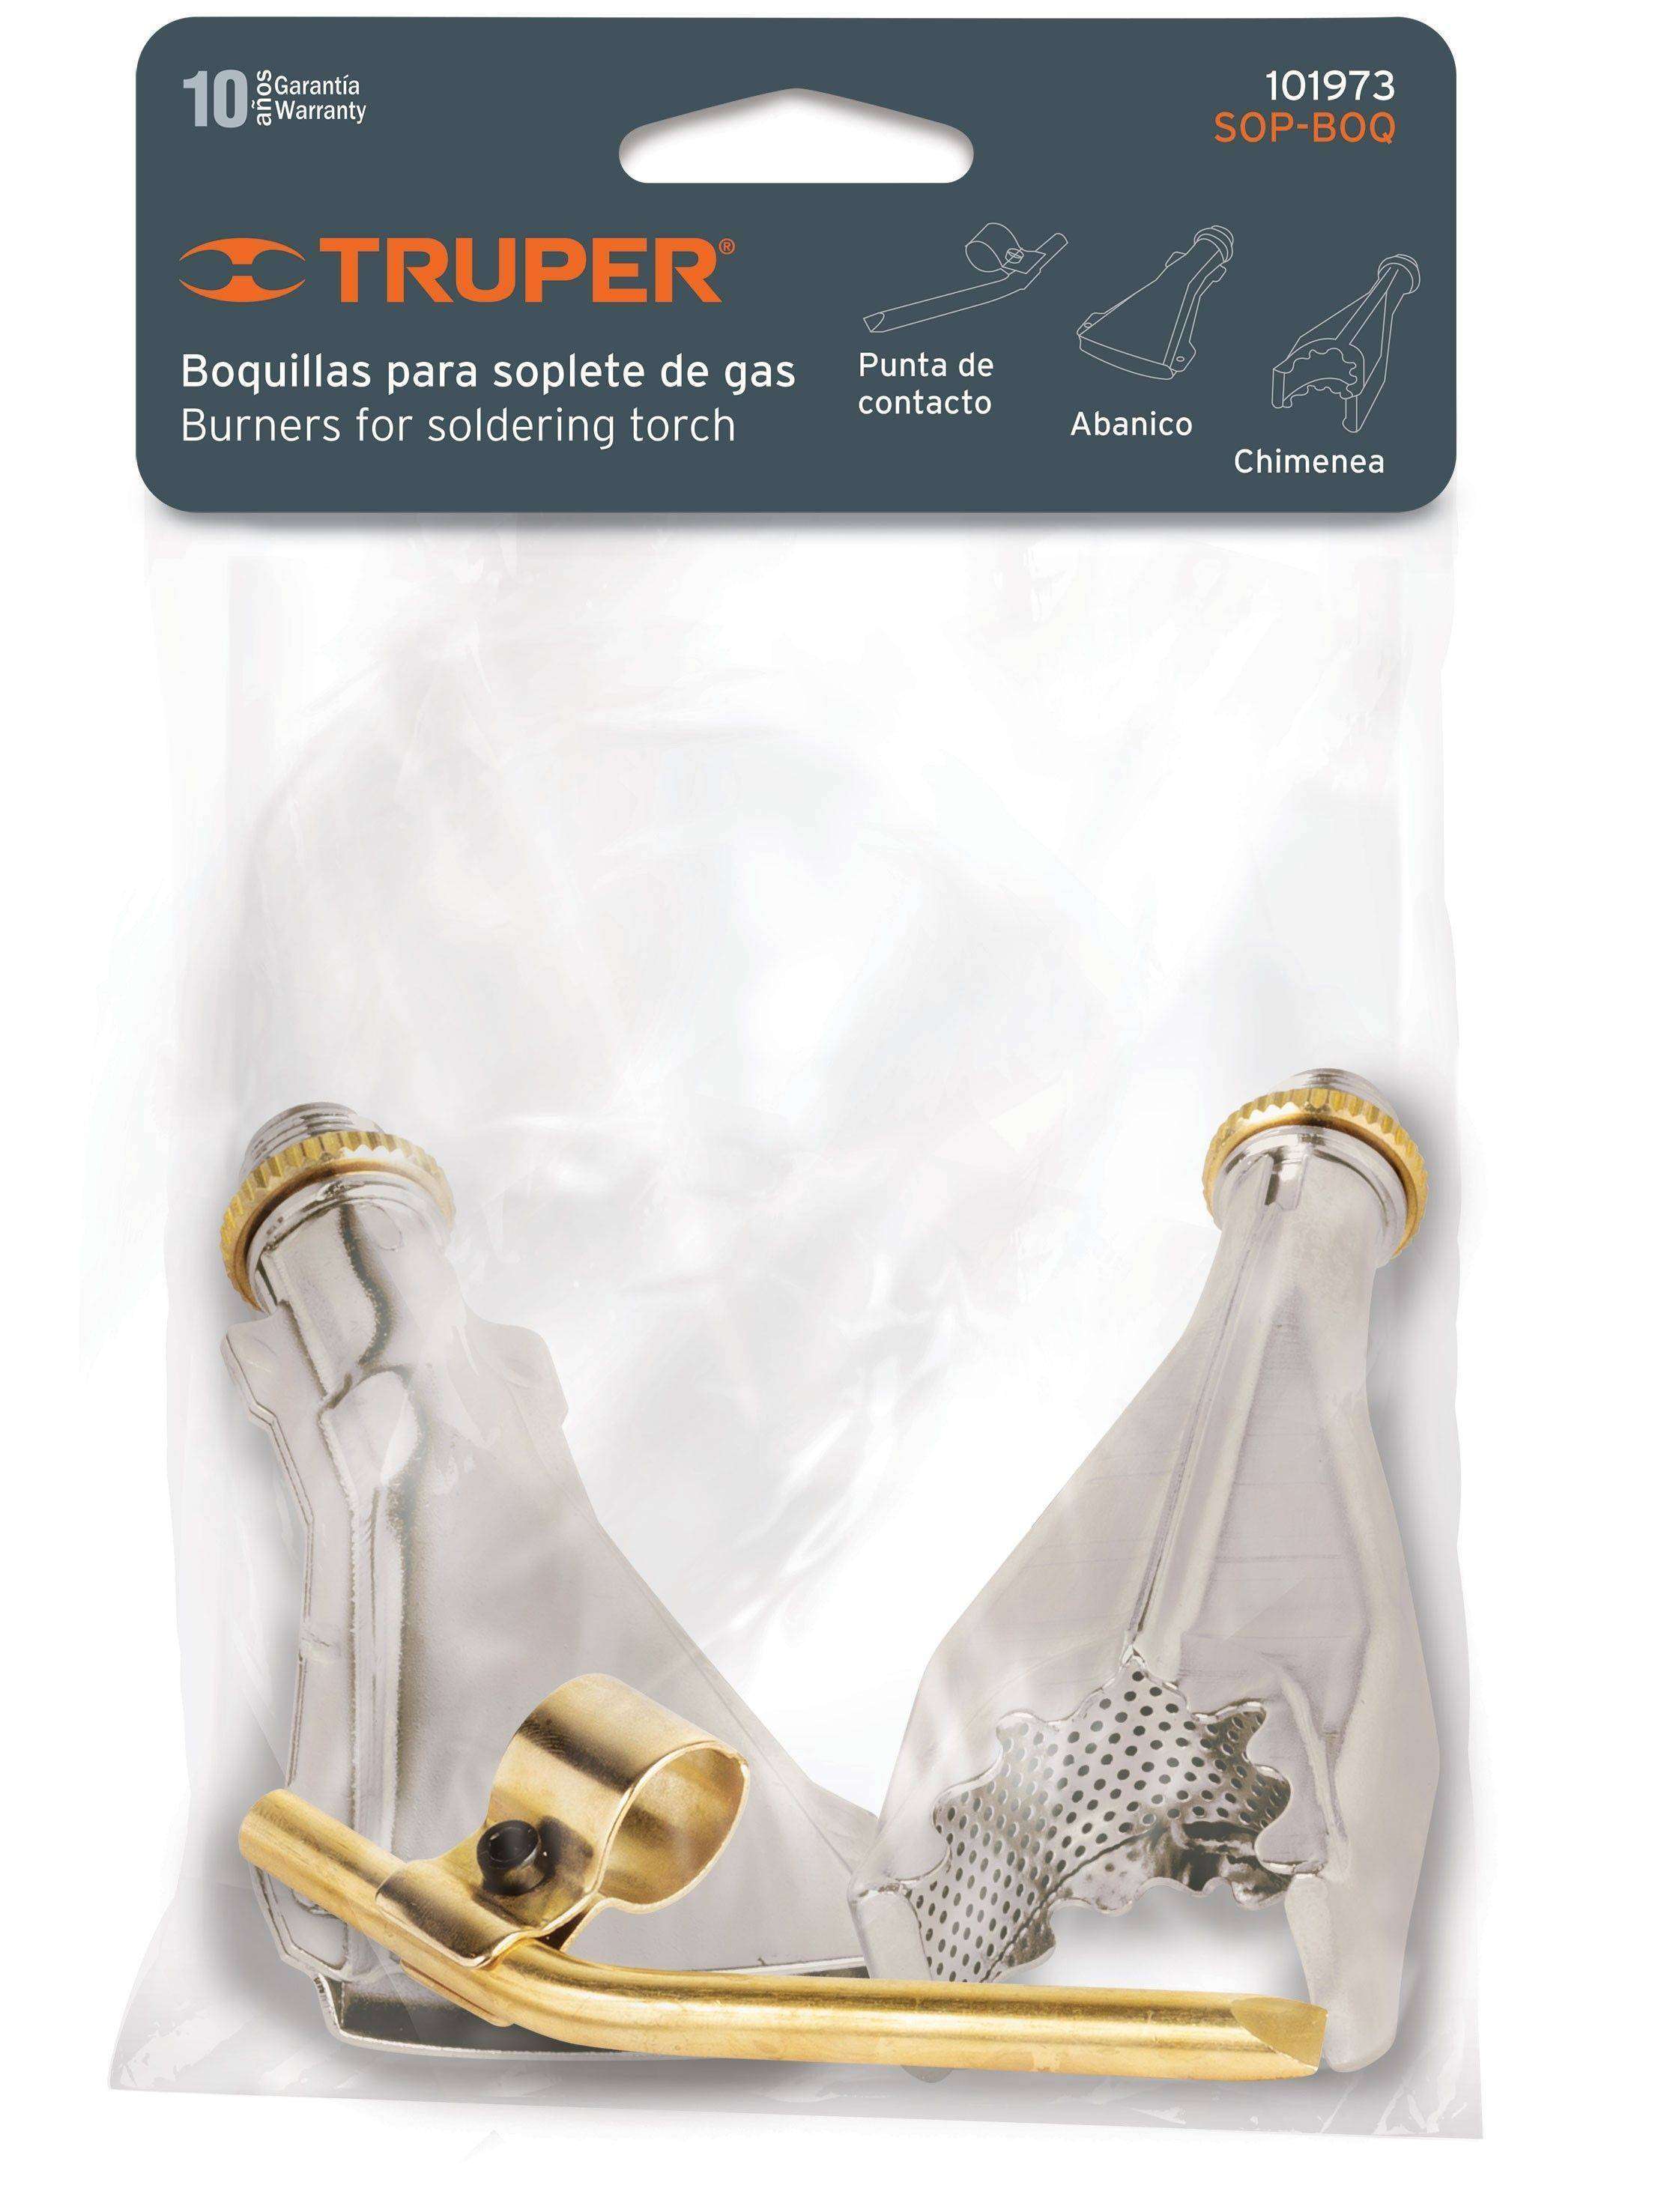 10 años Garantía
Warranty
101973
SOP-BOQ
TRUPER®
Boquillas para soplete de gas
Burners for soldering torch
Punta de
contacto
Abanico
Chimenea